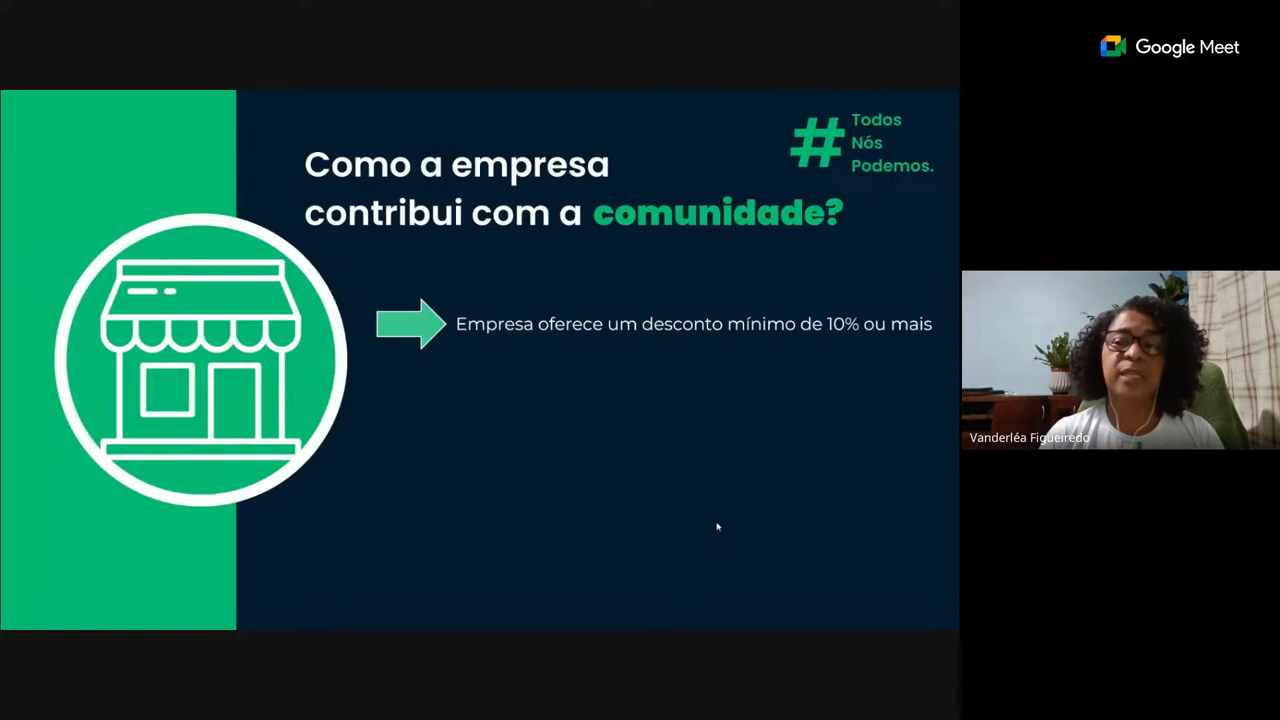 Google Meet
Todos
Nós
Podemos.
Como a empresa
contribui com a comunidade?
Empresa oferece um desconto mínimo de 10% ou mais
Vanderléa Figueiredo